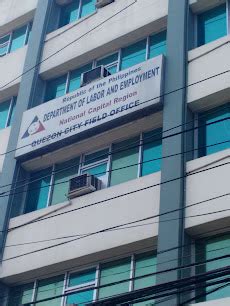 Republic of the Philippines
DEPARTMENT OF LABOR AND EMPLOYMENT
National Capital Region
QUEZON CITY FIELD OFFICE